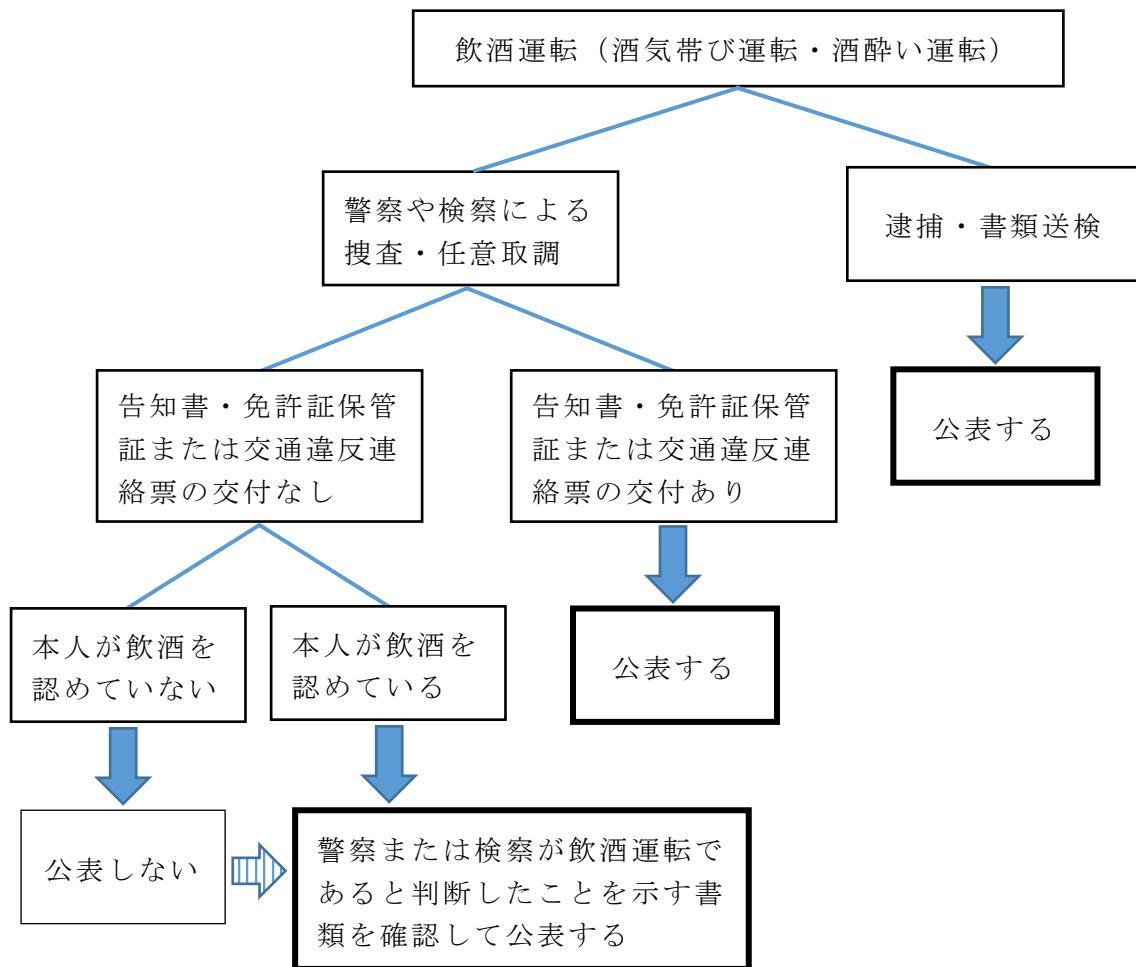 飲酒運転（酒気帯び運転・酒酔い運転）
警察や検察による
捜査・任意取調
逮捕・書類送検
告知書・免許証保管
証または交通違反連
絡票の交付なし
告知書・免許証保管
証または交通違反連
絡票の交付あり
公表する
本人が飲酒を
認めていない
本人が飲酒を
認めている
公表する
公表しない
警察または検察が飲酒運転で
あると判断したことを示す書
類を確認して公表する